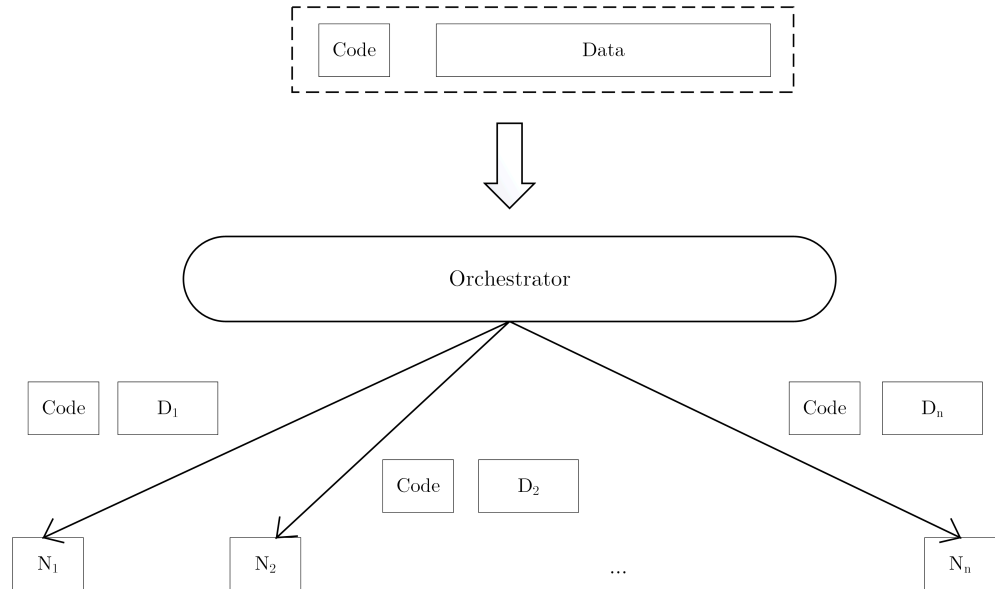 Code
Data
Orchestrator
Code
D₁
Code
Dₙ
Code
D₂
N₁
N₂
...
Nₙ